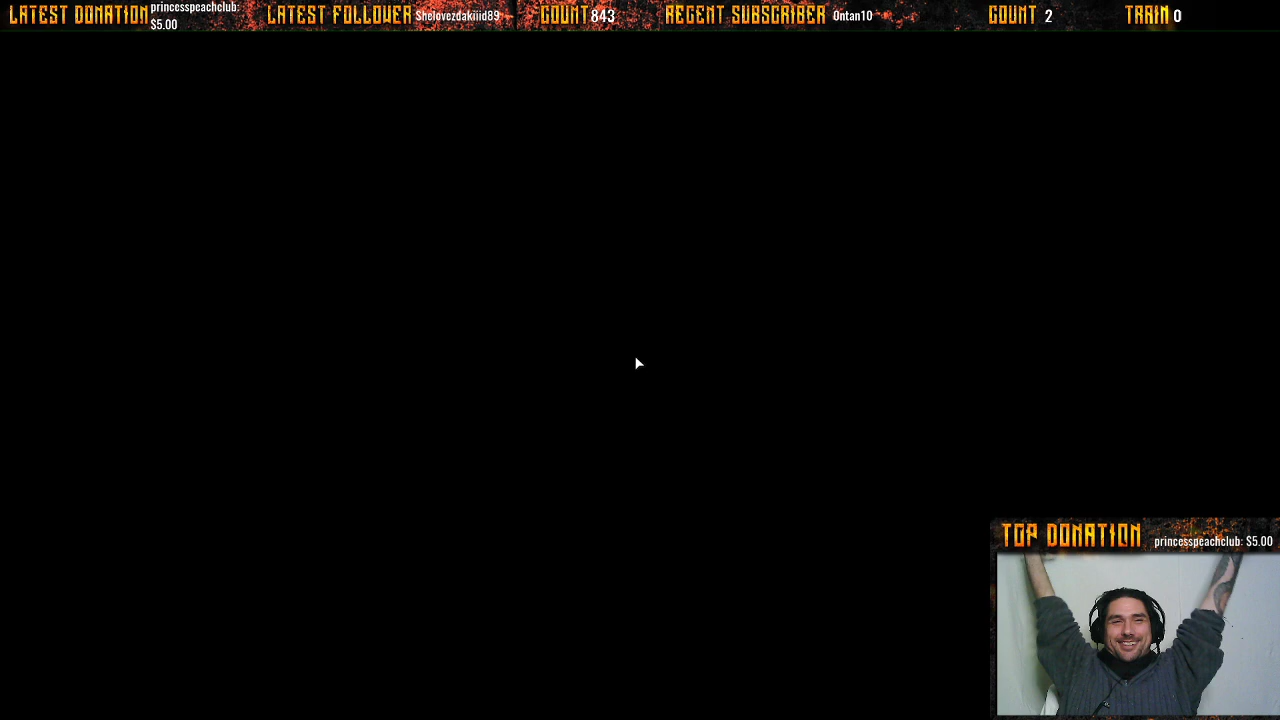 LATEST DONATION princesspeachclub: $5.00 LATEST FOLLOWER Shelovezdakiiid89 COUNT 843 RECENT SUBSCRIBER Ontan10 COUNT 2 TRAIN 0
TOP DONATION princesspeachclub: $5.00